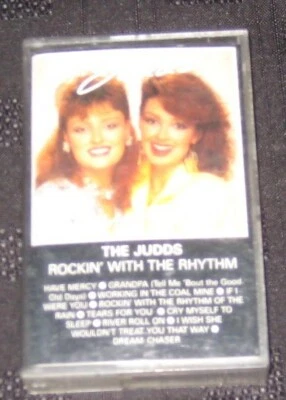 THE JUDDS
ROCKIN' WITH THE RHYTHM
HAVE MERCY ● GRANDPA (Tell Me 'Bout the Good
Old Days) ● WORKING IN THE COAL MINE ● IF I
WERE YOU ● ROCKIN' WITH THE RHYTHM OF THE
RAIN ● TEARS FOR YOU ● CRY MYSELF TO
SLEEP ● RIVER ROLL ON ● I WISH SHE
WOULDN'T TREAT YOU THAT WAY ●
DREAM CHASER